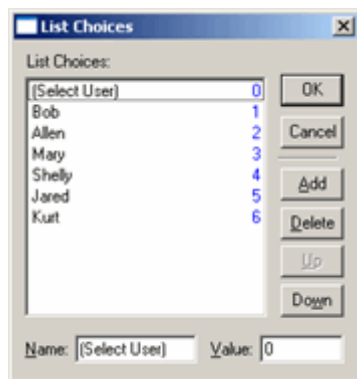 List Choices
List Choices:
(Select User) 0
Bob 1
Allen 2
Mary 3
Shelly 4
Jared 5
Kurt 6
OK
Cancel
Add
Delete
Up
Down
Name: (Select User) Value: 0